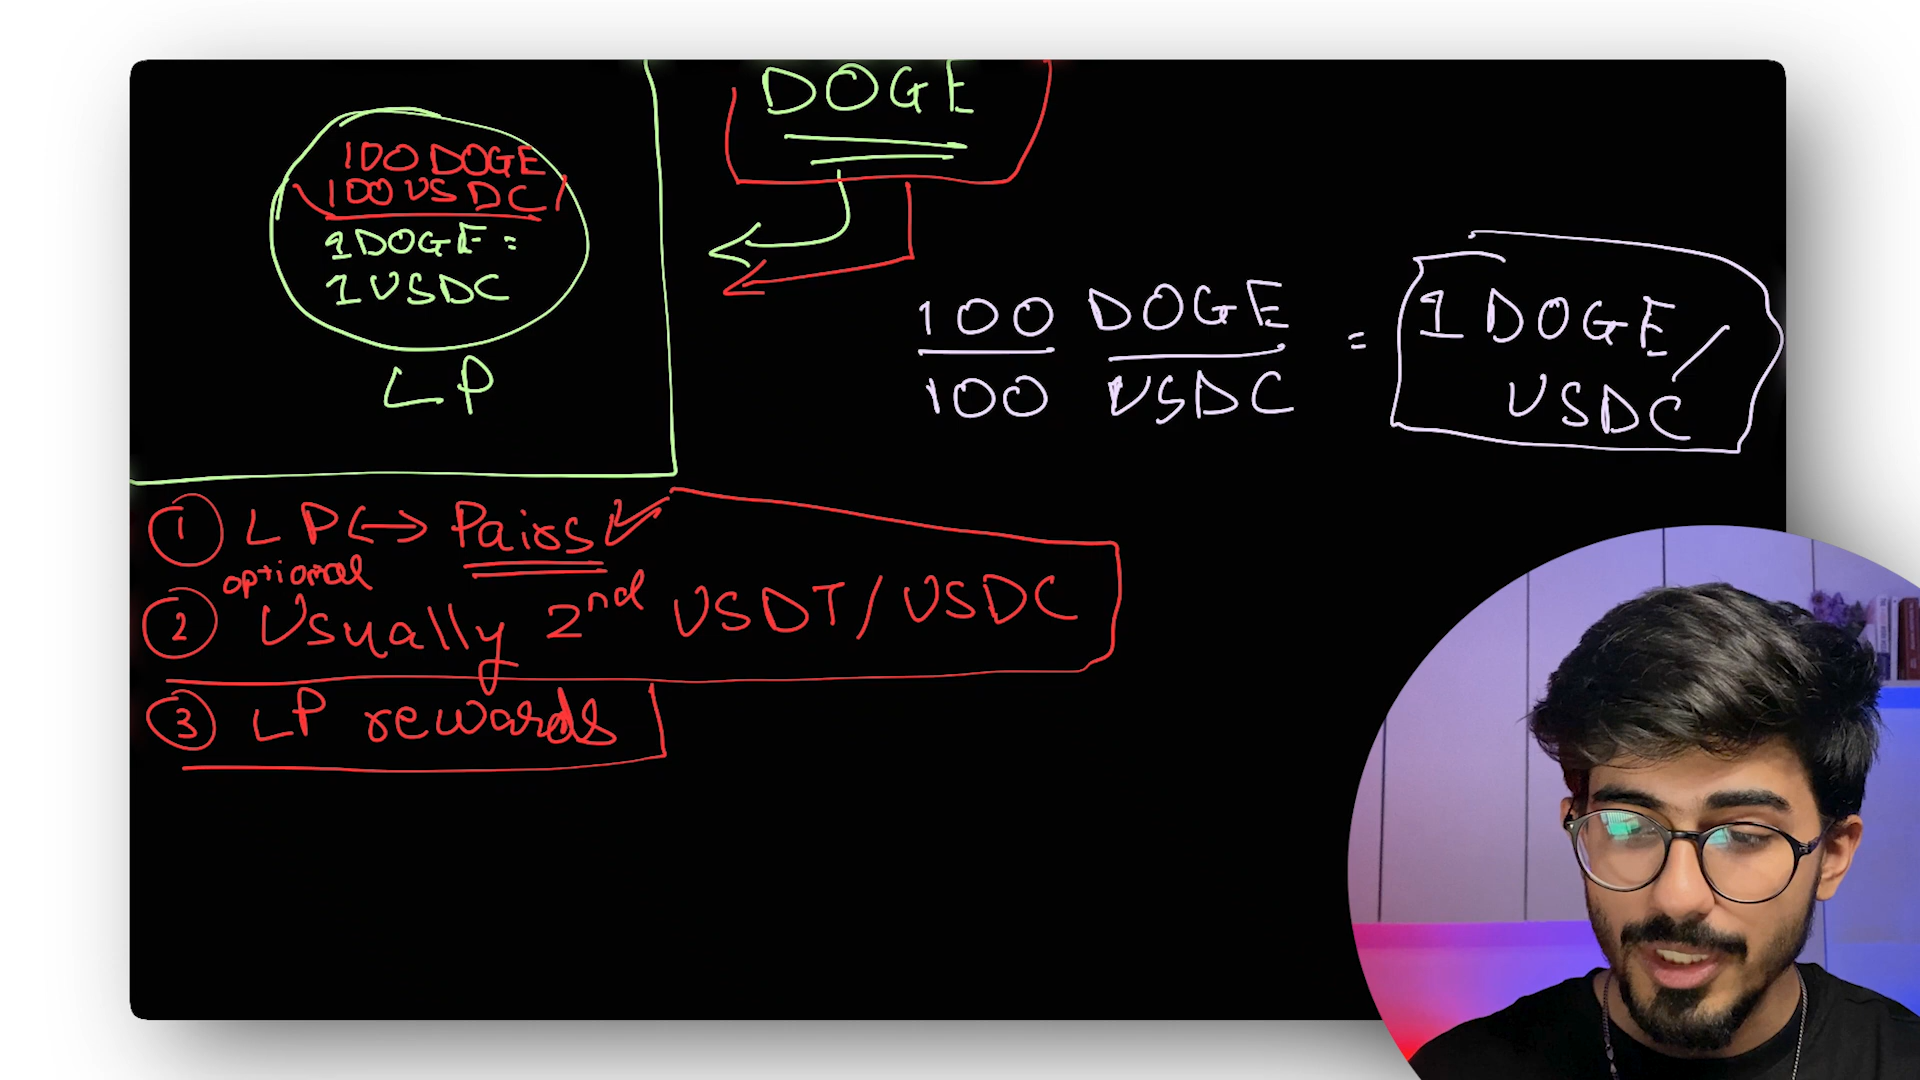 DOGE
100 DOGE
100 USDC
1 DOGE =
1 USDC
LP
100 DOGE
100 USDC
=
1 DOGE/
USDC
① LP <-> Pairs
optional
② Usually 2nd USDT/USDC
③ LP rewards